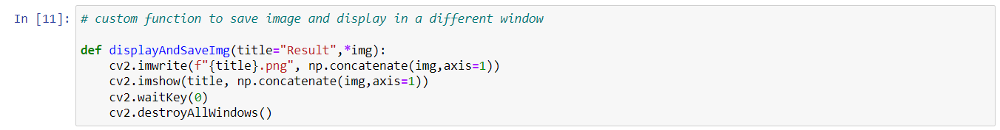 In [11]: # custom function to save image and display in a different window
def displayAndSaveImg(title="Result",*img):
    cv2.imwrite(f"{title}.png", np.concatenate(img,axis=1))
    cv2.imshow(title, np.concatenate(img,axis=1))
    cv2.waitKey(0)
    cv2.destroyAllWindows()